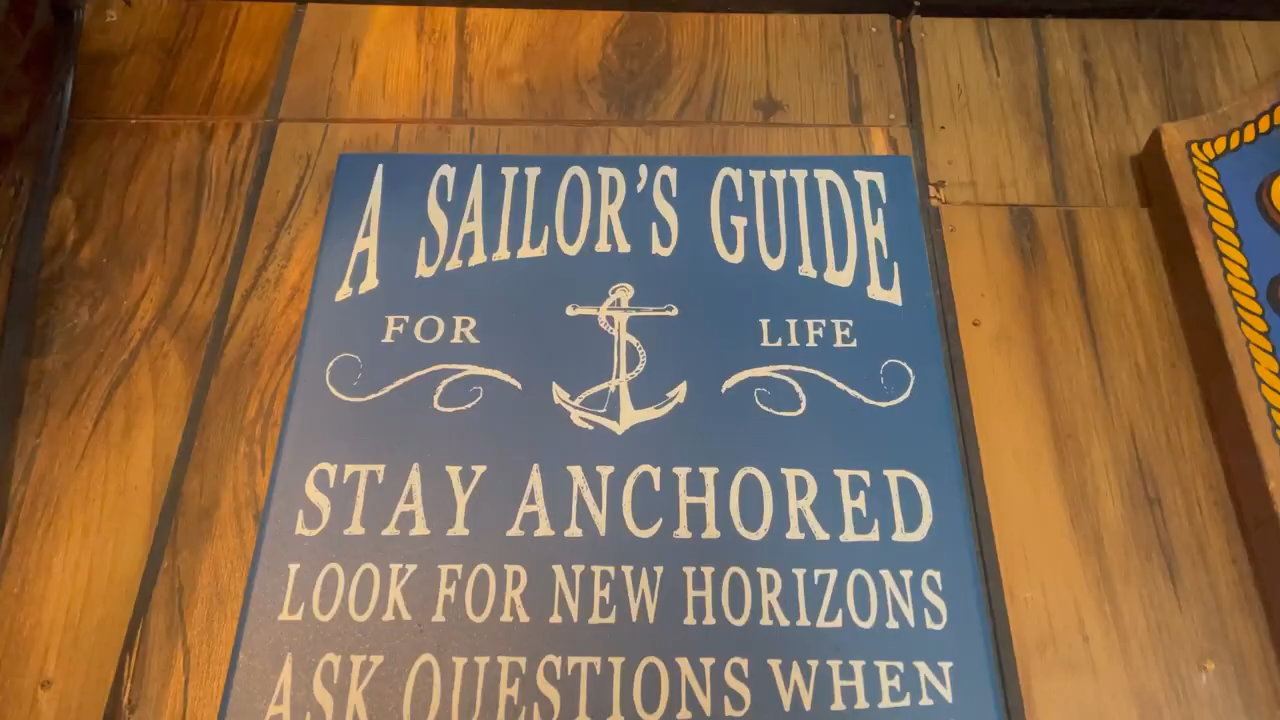 A SAILOR'S GUIDE
FOR LIFE
STAY ANCHORED
LOOK FOR NEW HORIZONS
ASK QUESTIONS WHEN